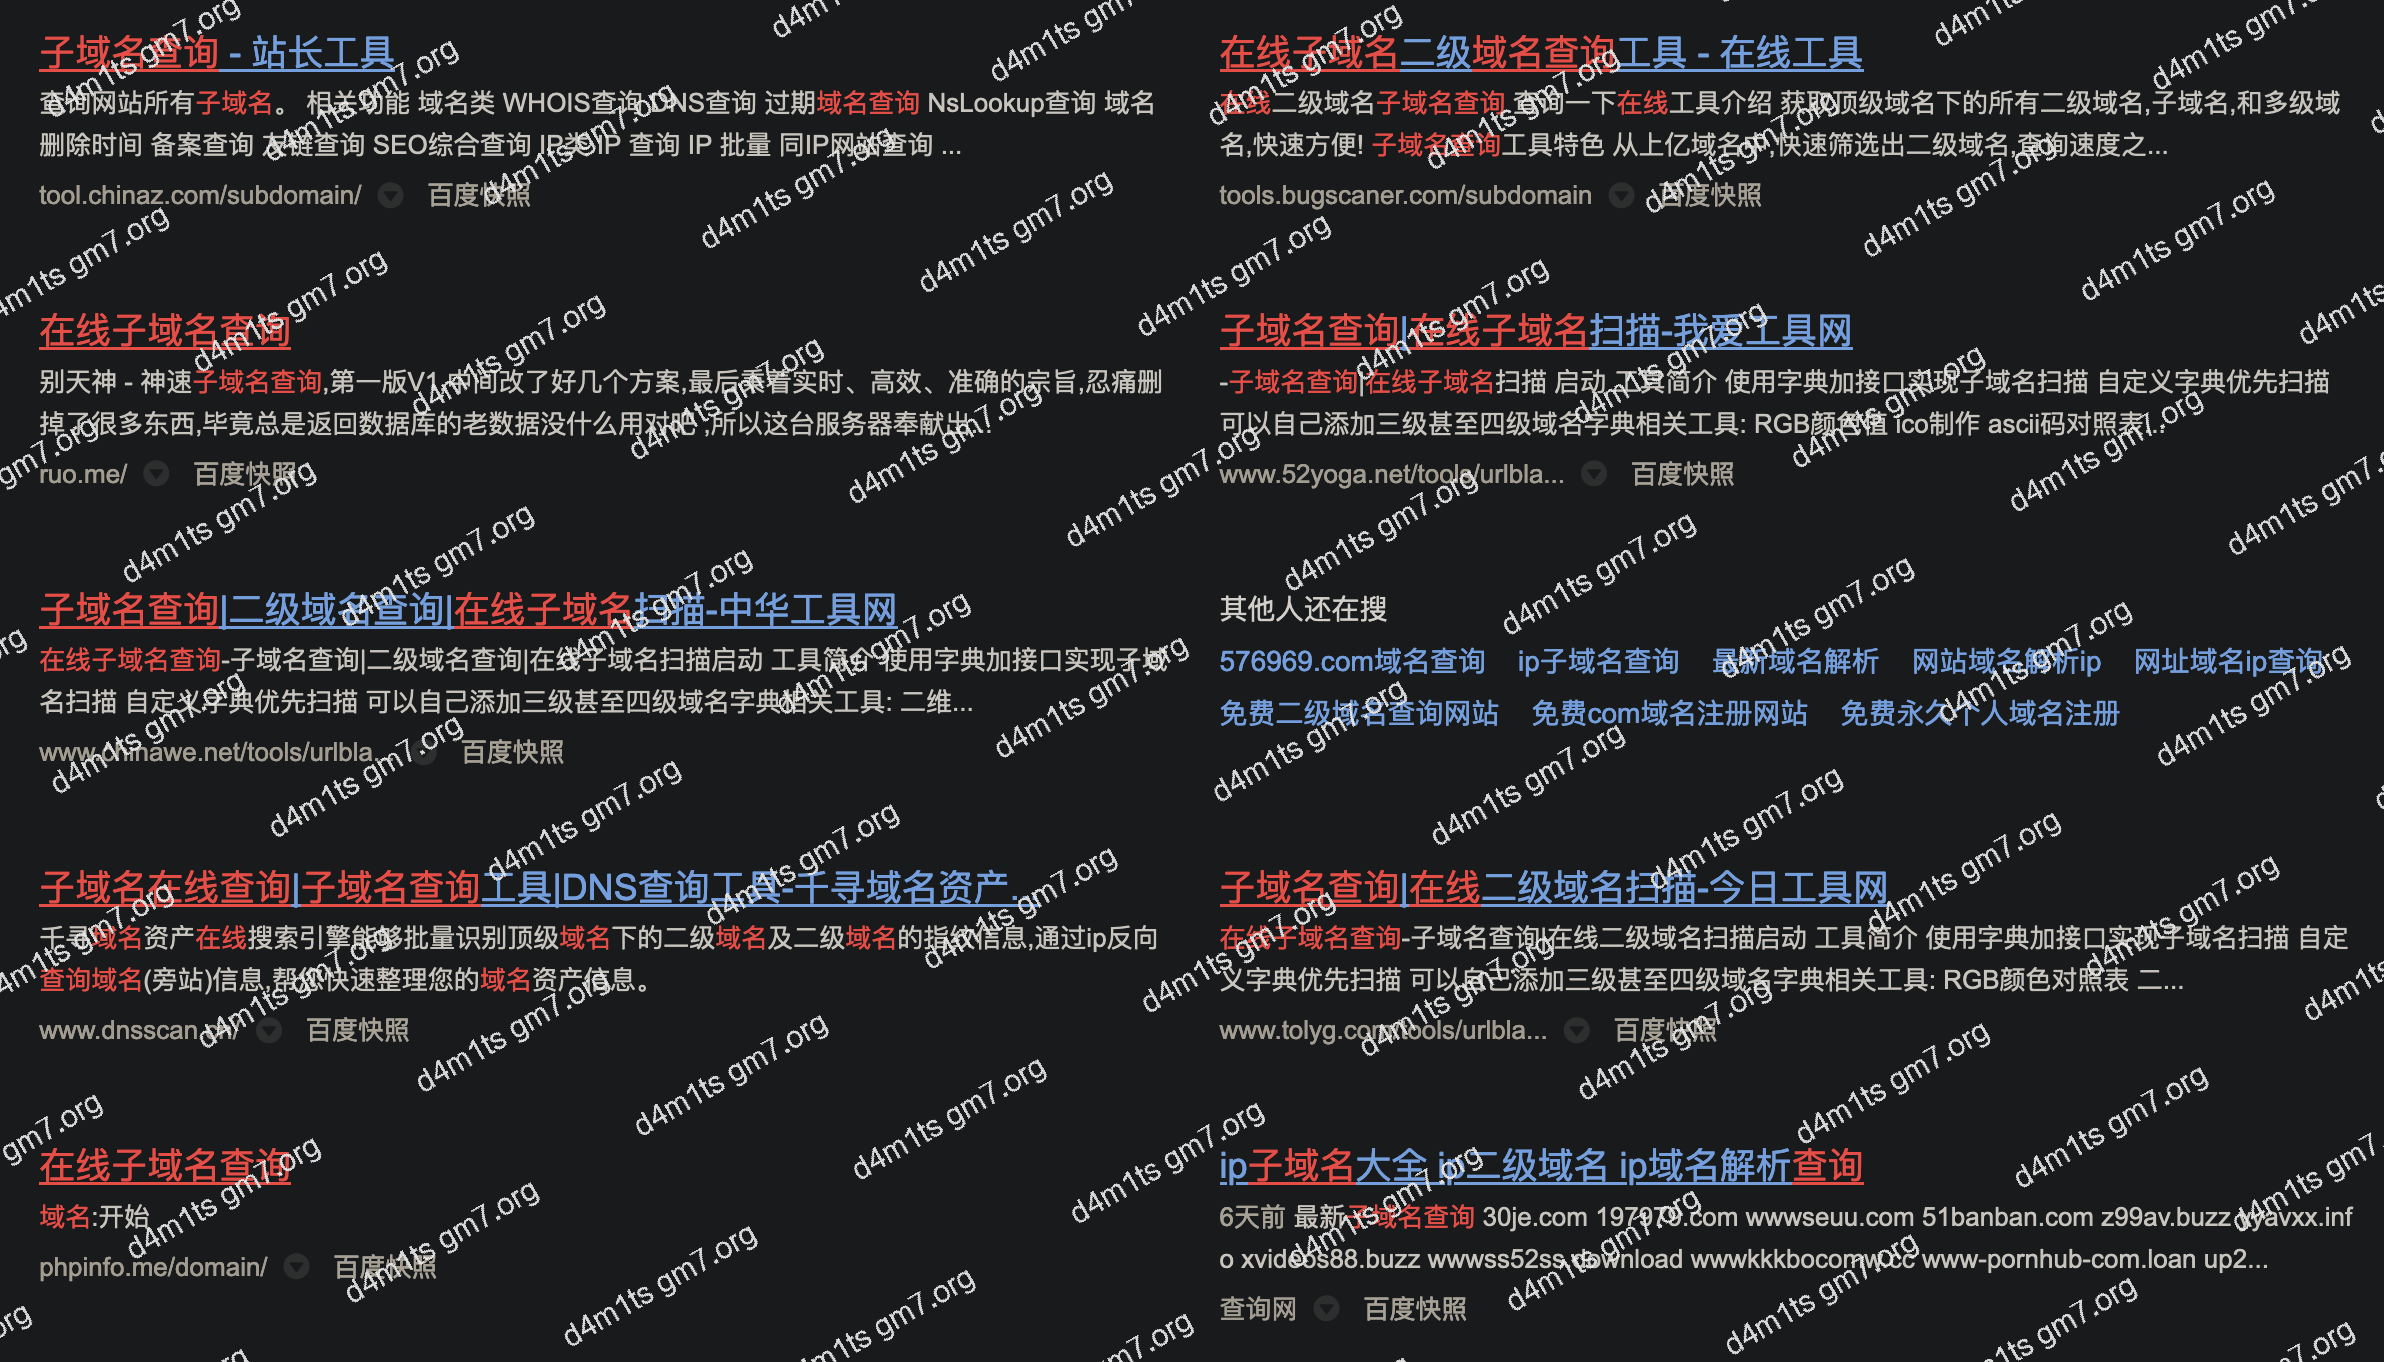 子域名查询 - 站长工具
查询网站所有子域名。 相关功能 域名类 WHOIS查询 DNS查询 过期域名查询 NsLookup查询 域名
删除时间 备案查询 友链查询 SEO综合查询 IP类 IP 查询 IP 批量 同IP网站查询 ...
tool.chinaz.com/subdomain/ 百度快照
在线子域名查询
别天神 - 神速子域名查询,第一版V1,中间改了好几个方案,最后秉着实时、高效、准确的宗旨,忍痛删
掉了很多东西,毕竟总是返回数据库的老数据没什么用对吧 ,所以这台服务器奉献出...
ruo.me/ 百度快照
子域名查询|二级域名查询|在线子域名扫描-中华工具网
在线子域名查询-子域名查询|二级域名查询|在线子域名扫描启动 工具简介 使用字典加接口实现子域
名扫描 自定义字典优先扫描 可以自己添加三级甚至四级域名字典相关工具: 二维...
www.chinawe.net/tools/urlbla... 百度快照
子域名在线查询|子域名查询工具|DNS查询工具-千寻域名资产...
千寻域名资产在线搜索引擎能够批量识别顶级域名下的二级域名及二级域名的指纹信息,通过ip反向
查询域名(旁站)信息,帮您快速整理您的域名资产信息。
www.dnsscan.cn/ 百度快照
在线子域名查询
域名:开始
phpinfo.me/domain/ 百度快照
在线子域名二级域名查询工具 - 在线工具
在线二级域名子域名查询 查询一下在线工具介绍 获取顶级域名下的所有二级域名,子域名,和多级域
名,快速方便! 子域名查询工具特色 从上亿域名中,快速筛选出二级域名,查询速度之...
tools.bugscaner.com/subdomain 百度快照
子域名查询|在线子域名扫描-我爱工具网
-子域名查询|在线子域名扫描 启动 工具简介 使用字典加接口实现子域名扫描 自定义字典优先扫描
可以自己添加三级甚至四级域名字典相关工具: RGB颜色值 ico制作 ascii码对照表...
www.52yoga.net/tools/urlbla... 百度快照
其他人还在搜
576969.com域名查询 ip子域名查询 最新域名解析 网站域名解析ip 网址域名ip查询
免费二级域名查询网站 免费com域名注册网站 免费永久个人域名注册
子域名查询|在线二级域名扫描-今日工具网
在线子域名查询-子域名查询|在线二级域名扫描启动 工具简介 使用字典加接口实现子域名扫描 自定
义字典优先扫描 可以自己添加三级甚至四级域名字典相关工具: RGB颜色对照表 二...
www.tolyg.com/tools/urlbla... 百度快照
ip子域名大全 ip二级域名 ip域名解析查询
6天前 最新子域名查询 30je.com 197979.com wwwseuu.com 51banban.com z99av.buzz xyavxx.inf
o xvideos88.buzz wwwss52ss.download wwwkkkbocomw.cc www-pornhub-com.loan up2...
查询网 百度快照
d4m1ts gm7.org